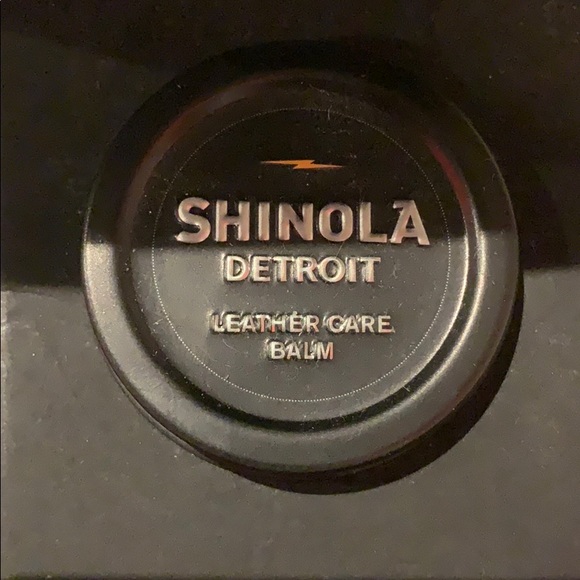 SHINOLA
DETROIT
LEATHER CARE
BALM